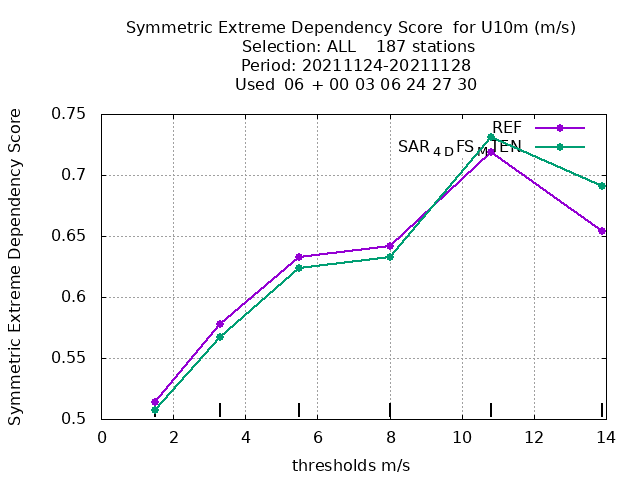 Symmetric Extreme Dependency Score  for U10m (m/s)
Selection: ALL    187 stations
Period: 20211124-20211128
Used  06 + 00 03 06 24 27 30
Symmetric Extreme Dependency Score
0.75
0.7
0.65
0.6
0.55
0.5
REF
SAR4DFSMTEN
0 2 4 6 8 10 12 14
thresholds m/s